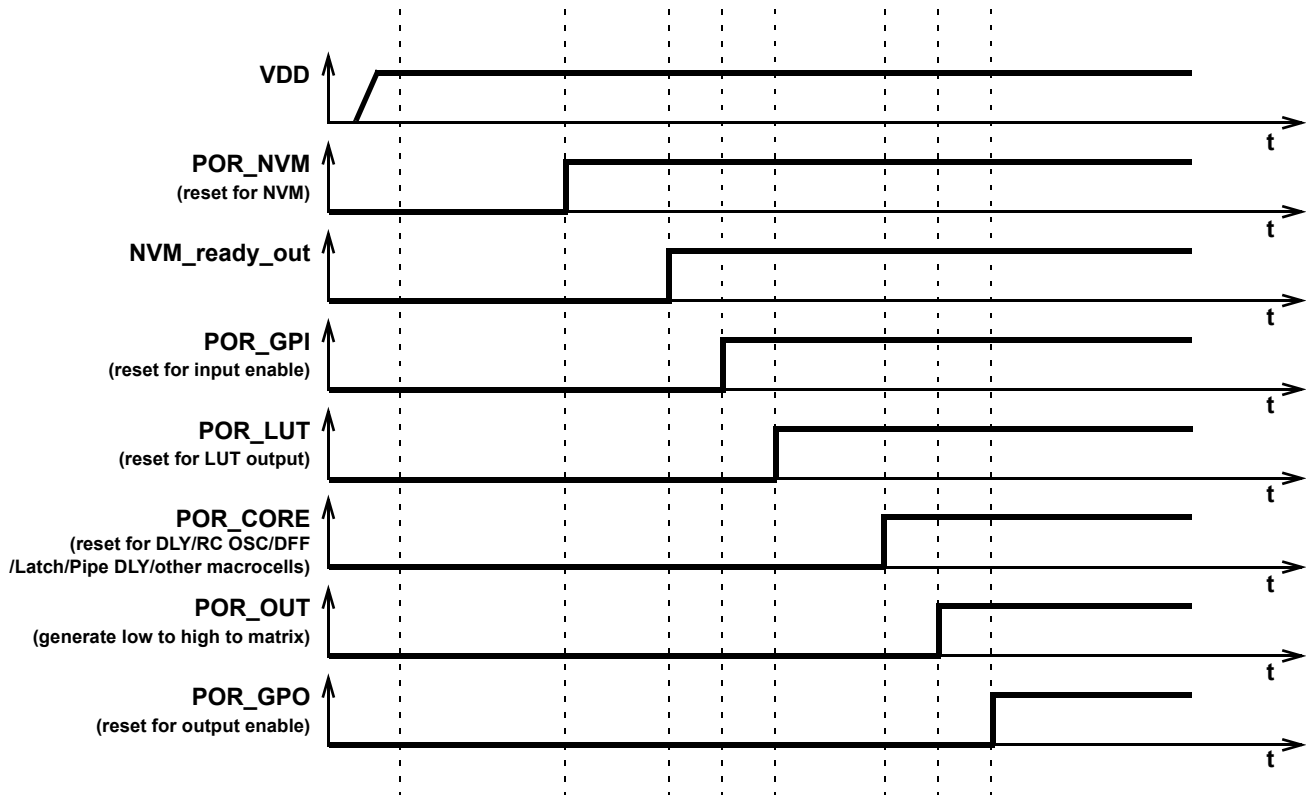 VDD
t
POR_NVM
(reset for NVM)
t
NVM_ready_out
t
POR_GPI
(reset for input enable)
t
POR_LUT
(reset for LUT output)
t
POR_CORE
(reset for DLY/RC OSC/DFF
/Latch/Pipe DLY/other macrocells)
t
POR_OUT
(generate low to high to matrix)
t
POR_GPO
(reset for output enable)
t